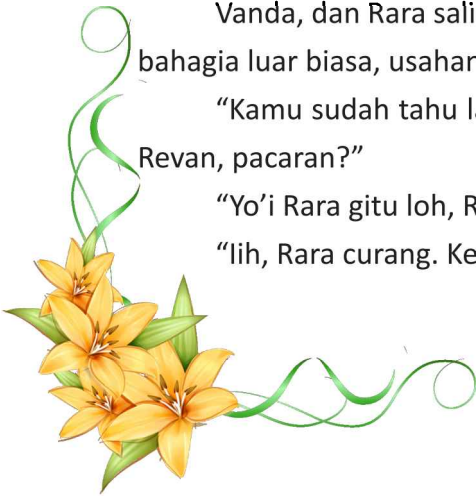 Vanda, dan Rara sali
bahagia luar biasa, usahan
“Kamu sudah tahu la
Revan, pacaran?”
“Yo’i Rara gitu loh, R
“Iih, Rara curang. Ke